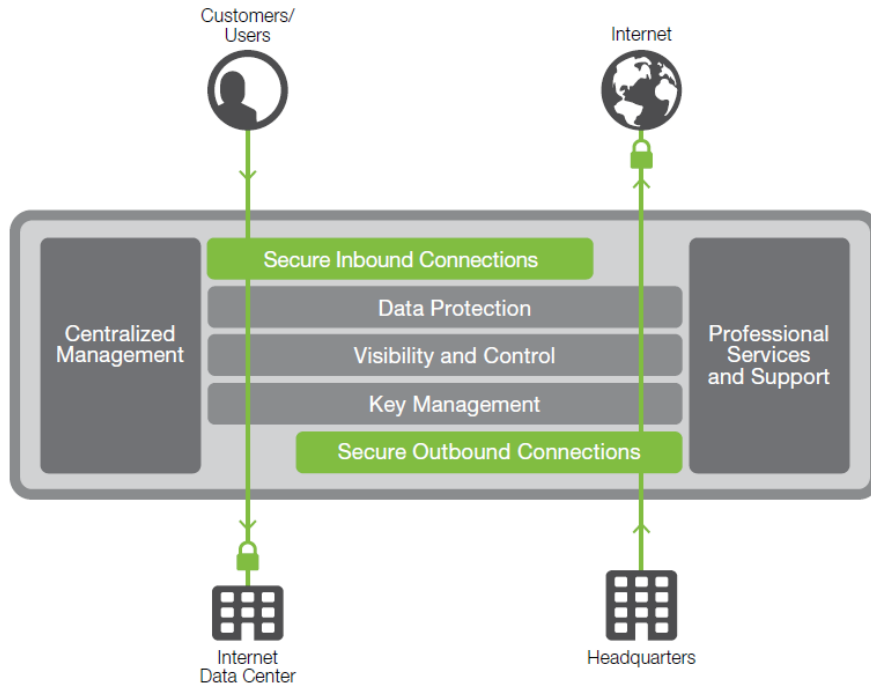 Customers/
Users
Internet
Secure Inbound Connections
Data Protection
Centralized
Management
Visibility and Control
Professional
Services
and Support
Key Management
Secure Outbound Connections
Internet
Data Center
Headquarters